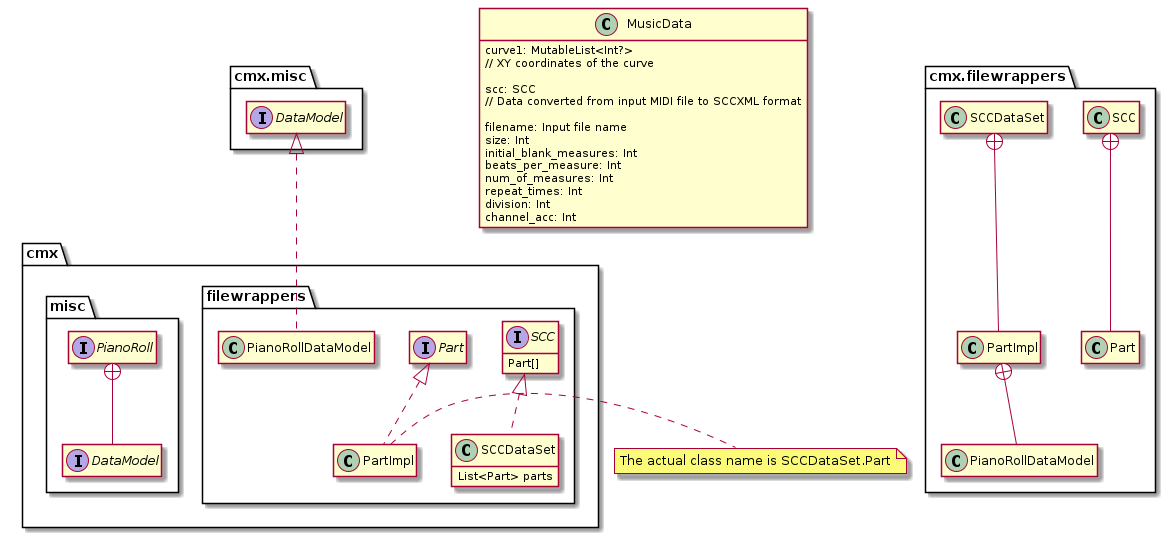 C MusicData
curve1: MutableList<Int?>
// XY coordinates of the curve
scc: SCC
// Data converted from input MIDI file to SCCXML format
filename: Input file name
size: Int
initial_blank_measures: Int
beats_per_measure: Int
num_of_measures: Int
repeat_times: Int
division: Int
channel_acc: Int
cmx.misc
I DataModel
cmx
misc
I PianoRoll
I DataModel
filewrappers
C PianoRollDataModel
I Part
I SCC
Part[]
C PartImpl
C SCCDataSet
List<Part> parts
The actual class name is SCCDataSet.Part
cmx.filewrappers
C SCCDataSet
C SCC
C PartImpl
C Part
C PianoRollDataModel